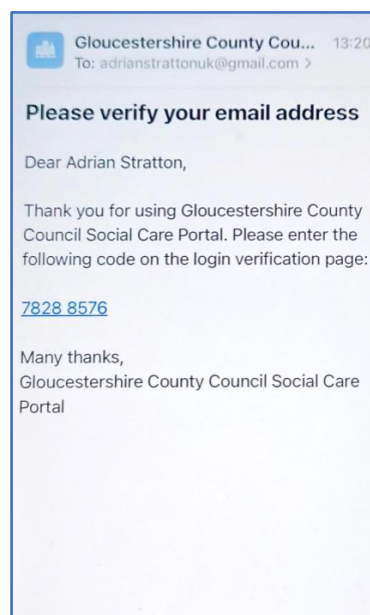 Gloucestershire County Cou... 13:20
To: adrianstrattonuk@gmail.com >
Please verify your email address
Dear Adrian Stratton,
Thank you for using Gloucestershire County
Council Social Care Portal. Please enter the
following code on the login verification page:
7828 8576
Many thanks,
Gloucestershire County Council Social Care
Portal